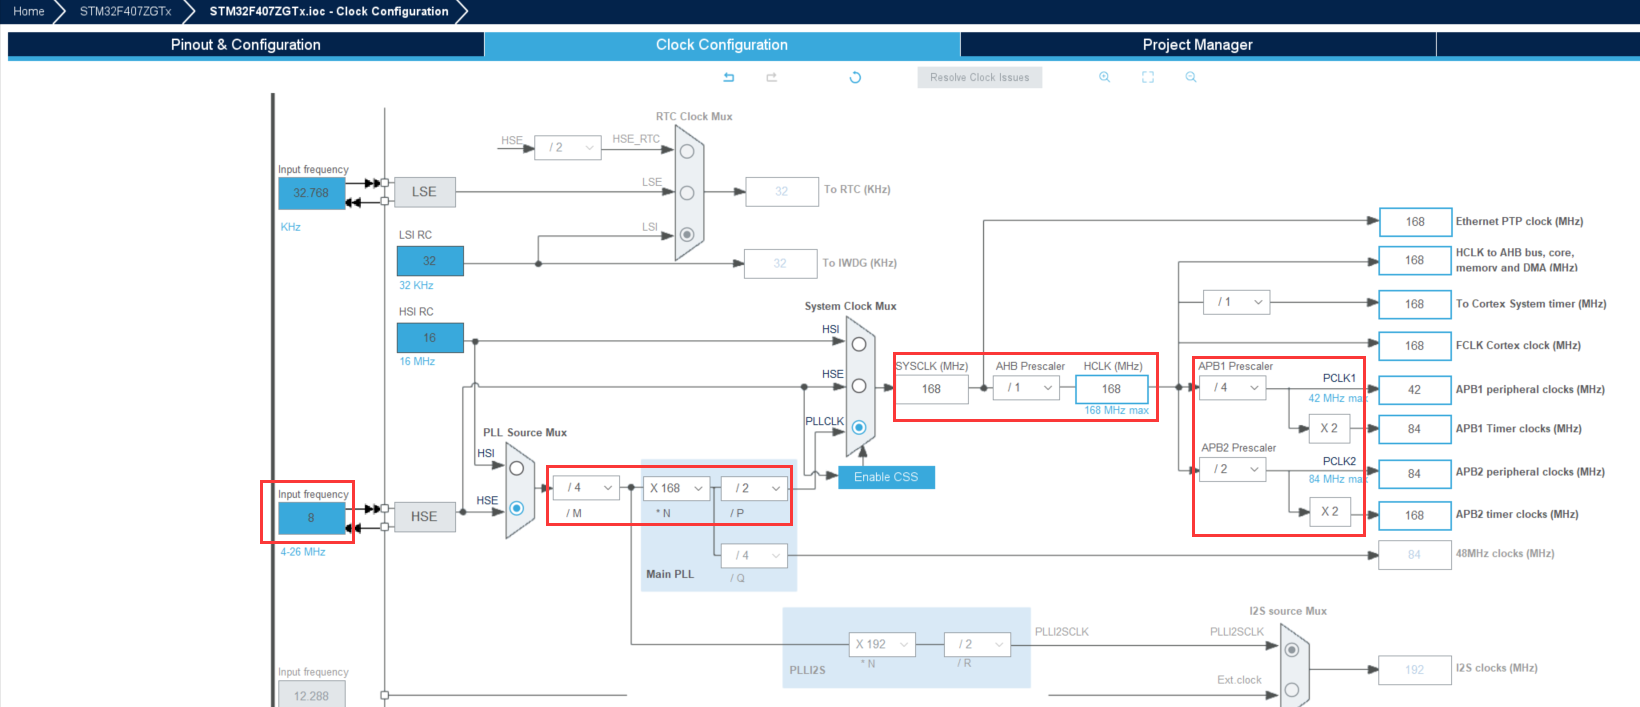 Home
STM32F407ZGTx
STM32F407ZGTx.ioc - Clock Configuration
Pinout & Configuration
Clock Configuration
Project Manager
Resolve Clock Issues
RTC Clock Mux
HSE
/ 2
HSE_RTC
Input frequency
32.768
KHz
LSE
LSE
32
To RTC (KHz)
LSI RC
32
32 KHz
LSI
32
To IWDG (KHz)
168
Ethernet PTP clock (MHz)
168
HCLK to AHB bus, core,
memory and DMA (MHz)
/ 1
168
To Cortex System timer (MHz)
168
FCLK Cortex clock (MHz)
HSI RC
16
16 MHz
System Clock Mux
HSI
HSE
PLLCLK
SYSCLK (MHz)
168
AHB Prescaler
/ 1
HCLK (MHz)
168
168 MHz max
APB1 Prescaler
/ 4
PCLK1
42 MHz max
42
APB1 peripheral clocks (MHz)
X 2
84
APB1 Timer clocks (MHz)
APB2 Prescaler
/ 2
PCLK2
84 MHz max
84
APB2 peripheral clocks (MHz)
X 2
168
APB2 timer clocks (MHz)
84
48MHz clocks (MHz)
PLL Source Mux
HSI
HSE
Enable CSS
Input frequency
8
4-26 MHz
HSE
/ 4
/ M
X 168
* N
/ 2
/ P
/ 4
/ Q
Main PLL
X 192
* N
/ 2
/ R
PLLI2S
PLLI2SCLK
I2S source Mux
PLLI2SCLK
Ext.clock
192
I2S clocks (MHz)
Input frequency
12.288